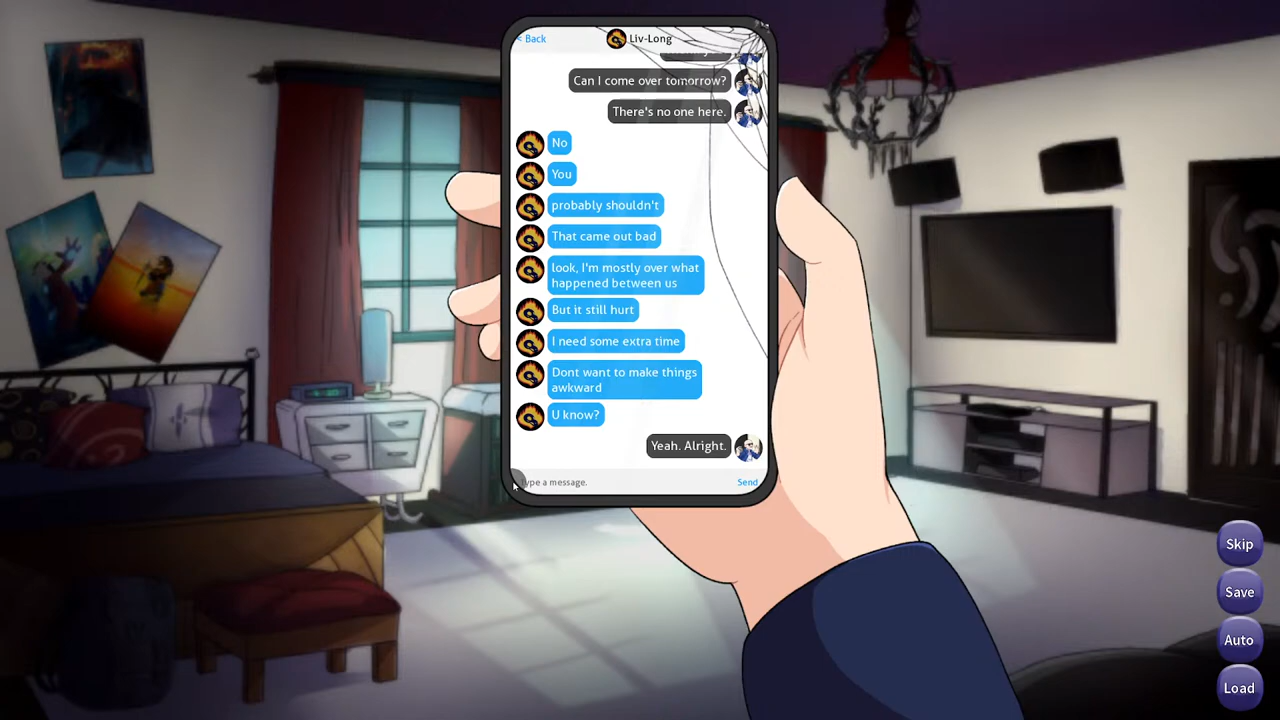 < Back
Liv-Long
Can I come over tomorrow?
There's no one here.
No
You
probably shouldn't
That came out bad
look, I'm mostly over what
happened between us
But it still hurt
I need some extra time
Dont want to make things
awkward
U know?
Yeah. Alright.
Type a message.
Send
Skip
Save
Auto
Load